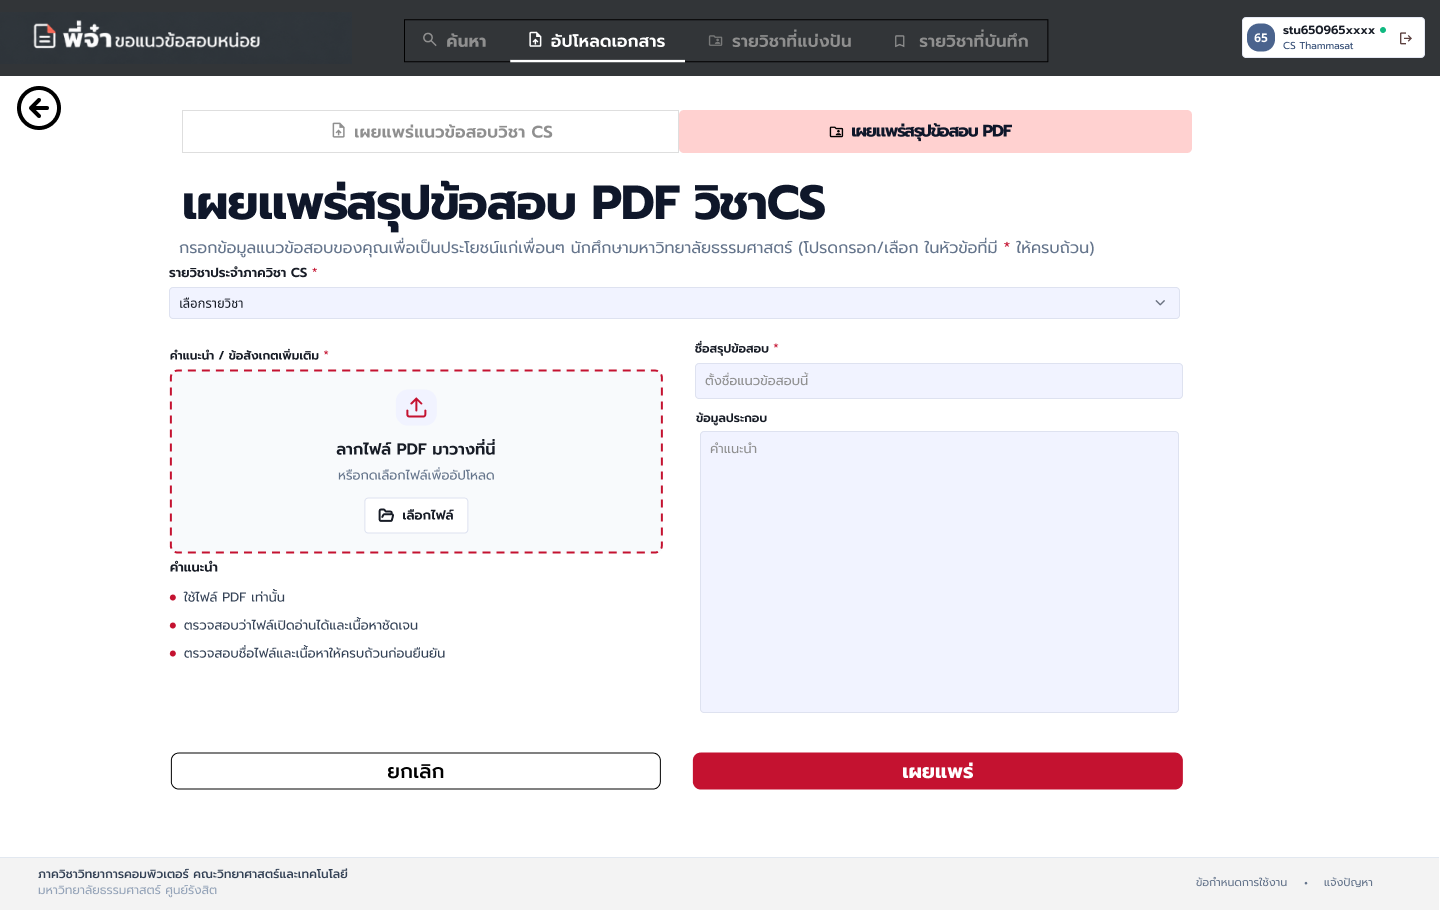 พี่จ๋า ขอแนวข้อสอบหน่อย
ค้นหา
อัปโหลดเอกสาร
รายวิชาที่แบ่งปัน
รายวิชาที่บันทึก
65
stu650965xxxx
CS Thammasat
เผยแพร่แนวข้อสอบวิชา CS
เผยแพร่สรุปข้อสอบ PDF
เผยแพร่สรุปข้อสอบ PDF วิชาCS
กรอกข้อมูลแนวข้อสอบของคุณเพื่อเป็นประโยชน์แก่เพื่อนๆ นักศึกษามหาวิทยาลัยธรรมศาสตร์ (โปรดกรอก/เลือก ในหัวข้อที่มี * ให้ครบถ้วน)
รายวิชาประจำภาควิชา CS *
เลือกรายวิชา
คำแนะนำ / ข้อสังเกตเพิ่มเติม *
ลากไฟล์ PDF มาวางที่นี่
หรือกดเลือกไฟล์เพื่ออัปโหลด
เลือกไฟล์
คำแนะนำ
ใช้ไฟล์ PDF เท่านั้น
ตรวจสอบว่าไฟล์เปิดอ่านได้และเนื้อหาชัดเจน
ตรวจสอบชื่อไฟล์และเนื้อหาให้ครบถ้วนก่อนยืนยัน
ชื่อสรุปข้อสอบ *
ตั้งชื่อแนวข้อสอบนี้
ข้อมูลประกอบ
คำแนะนำ
ยกเลิก
เผยแพร่
ภาควิชาวิทยาการคอมพิวเตอร์ คณะวิทยาศาสตร์และเทคโนโลยี
มหาวิทยาลัยธรรมศาสตร์ ศูนย์รังสิต
ข้อกำหนดการใช้งาน • แจ้งปัญหา